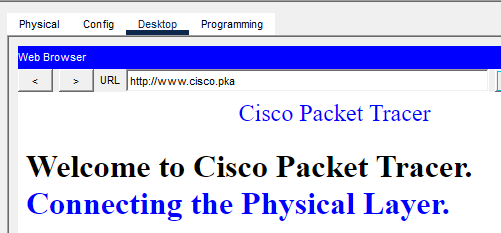 Physical Config Desktop Programming
Web Browser
< > URL http://www.cisco.pka
Cisco Packet Tracer
Welcome to Cisco Packet Tracer.
Connecting the Physical Layer.